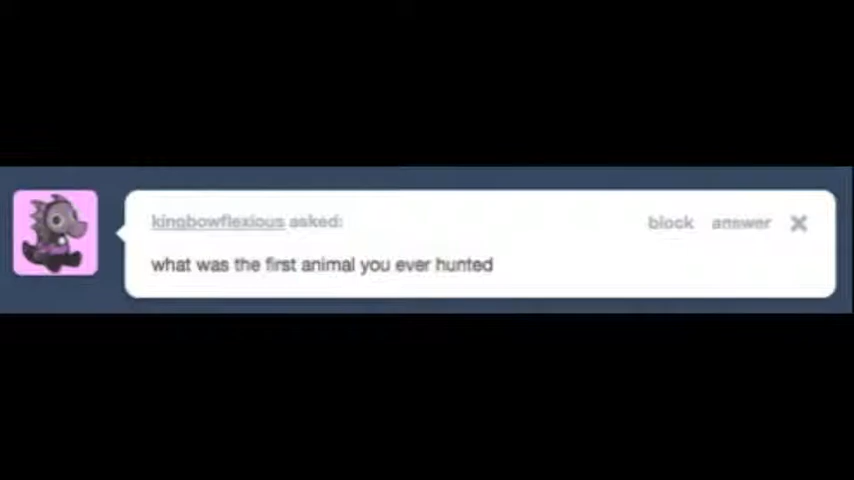 kingbowflexious asked: block answer
what was the first animal you ever hunted